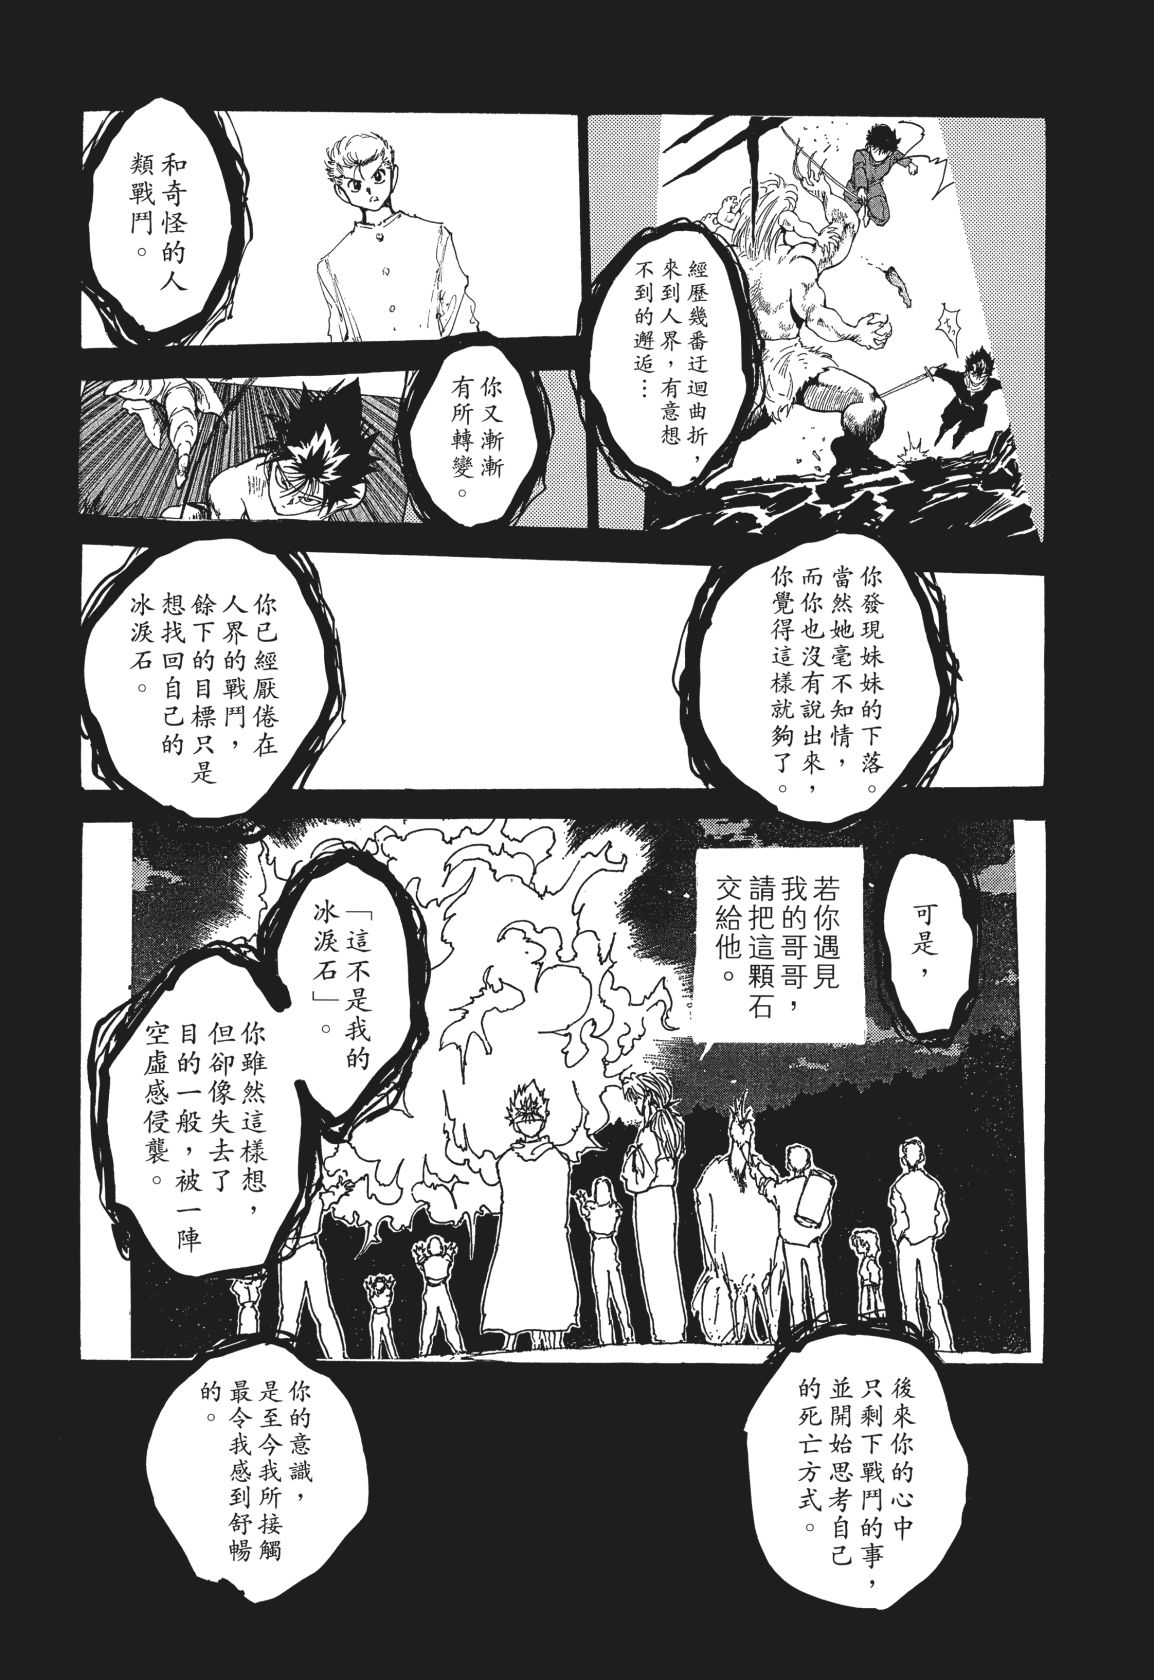 經歷幾番迂迴曲折，
來到人界，有意想
不到的邂逅…
和奇怪的人
類戰鬥。
你又漸漸
有所轉變。
你發現妹妹的下落。
當然她毫不知情，
而你也沒有說出來，
你覺得這樣就夠了。
你已經厭倦在
人界的戰鬥，
餘下的目標只是
想找回自己的
冰淚石。
可是，
若你遇見
我的哥哥，
請把這顆石
交給他。
「這不是我的
冰淚石」。
你雖然這樣想，
但卻像失去了
目的一般，被一陣
空虛感侵襲。
後來你的心中
只剩下戰鬥的事，
並開始思考自己
的死亡方式。
你的意識，
是至今我所接觸
最令我感到舒暢
的。